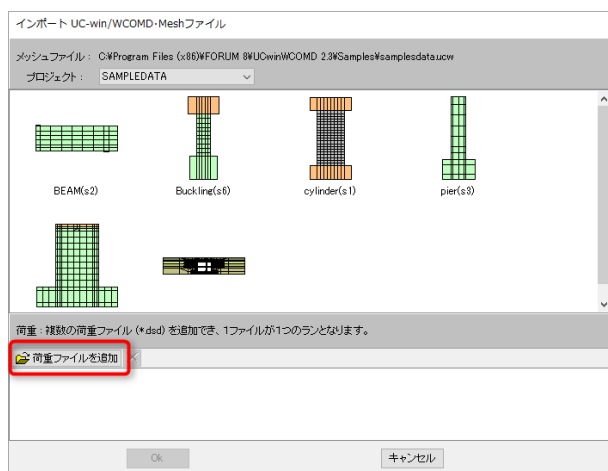 インポート UC-win/WCOMD・Meshファイル
メッシュファイル： C:¥Program Files (x86)¥FORUM 8¥UCwinWCOMD 2.3¥Samples¥samplesdata.ucw
プロジェクト： SAMPLEDATA
BEAM(s2) Buckling(s6) cylinder(s1) pier(s3)
荷重：複数の荷重ファイル (*.dsd) を追加でき、1ファイルが1つのランとなります。
荷重ファイルを追加
Ok キャンセル